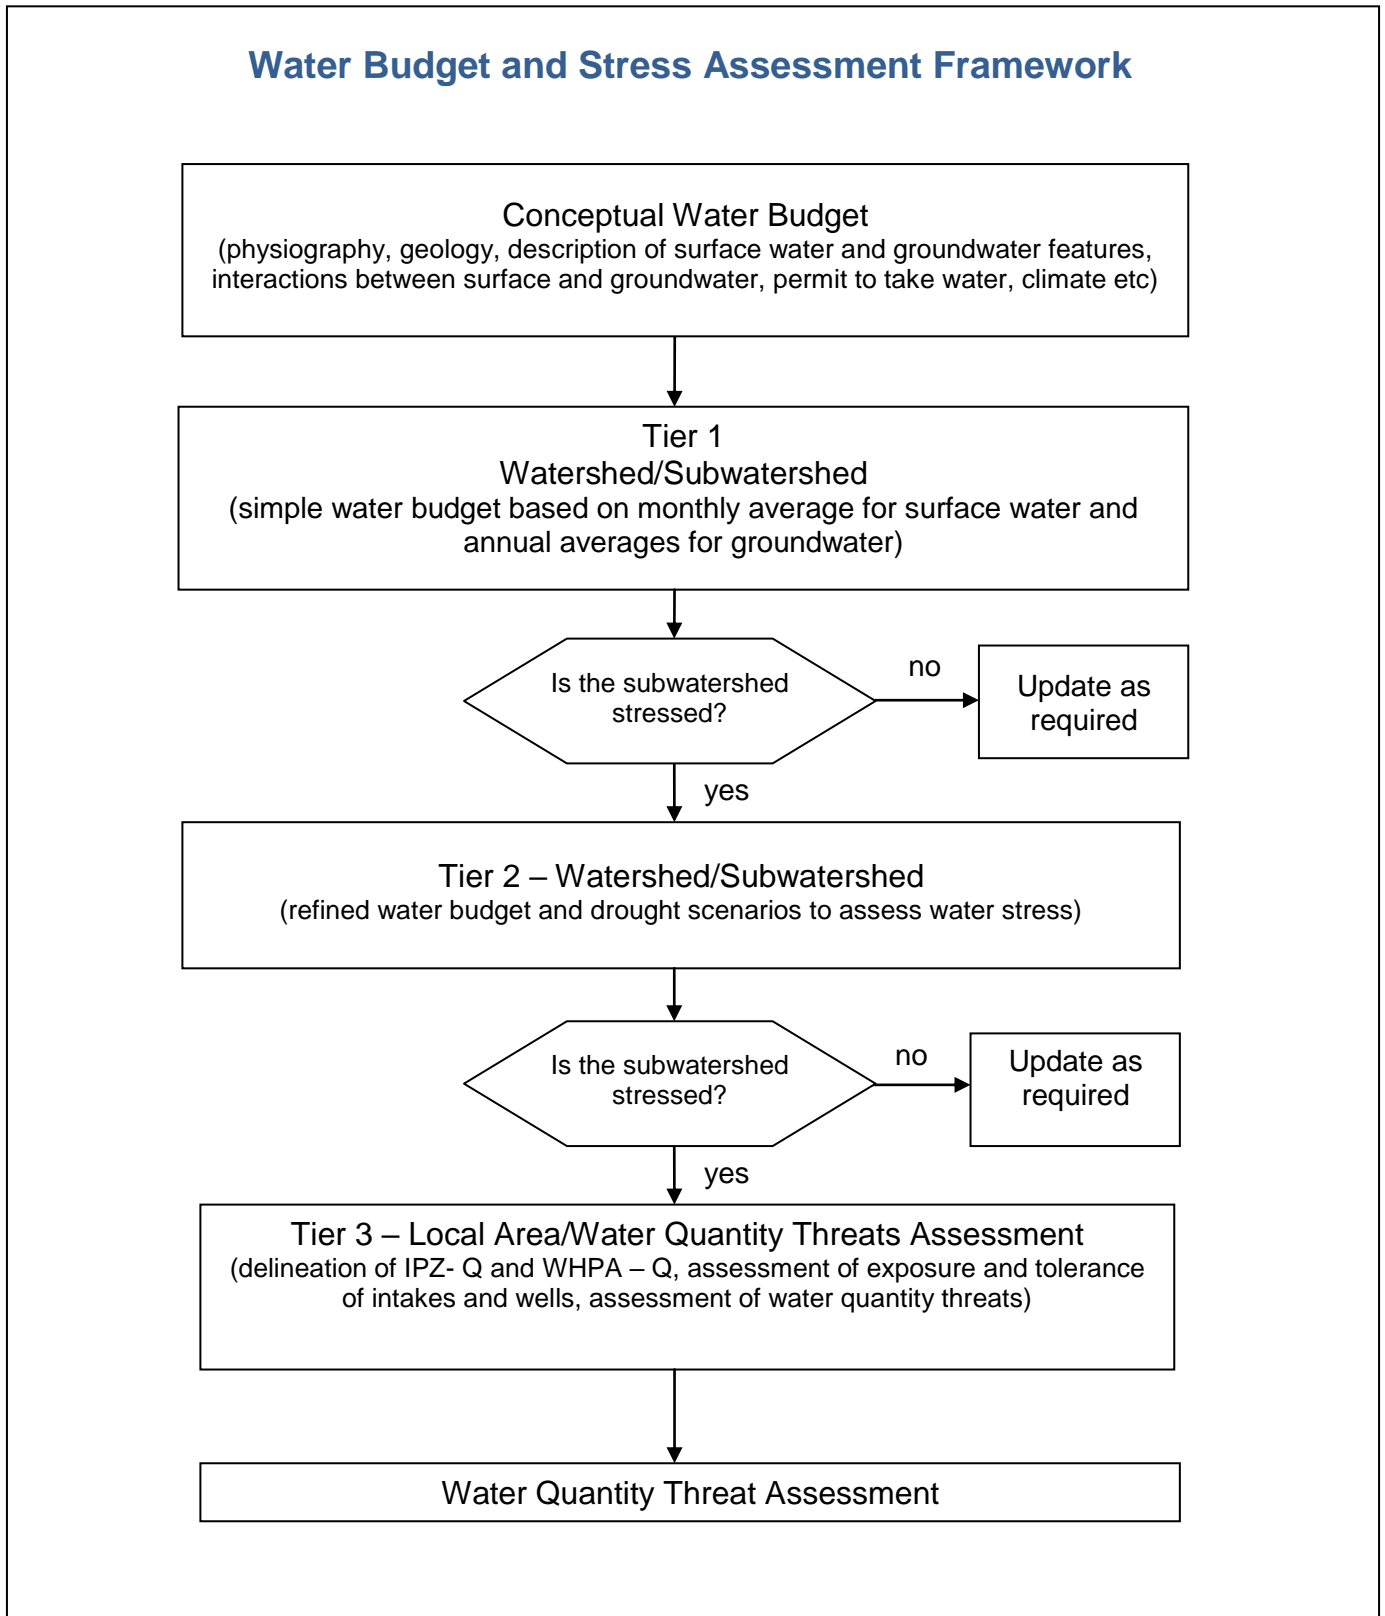 Water Budget and Stress Assessment Framework
Conceptual Water Budget
(physiography, geology, description of surface water and groundwater features,
interactions between surface and groundwater, permit to take water, climate etc)
Tier 1
Watershed/Subwatershed
(simple water budget based on monthly average for surface water and
annual averages for groundwater)
Is the subwatershed
stressed?
no
Update as
required
yes
Tier 2 – Watershed/Subwatershed
(refined water budget and drought scenarios to assess water stress)
Is the subwatershed
stressed?
no
Update as
required
yes
Tier 3 – Local Area/Water Quantity Threats Assessment
(delineation of IPZ- Q and WHPA – Q, assessment of exposure and tolerance
of intakes and wells, assessment of water quantity threats)
Water Quantity Threat Assessment